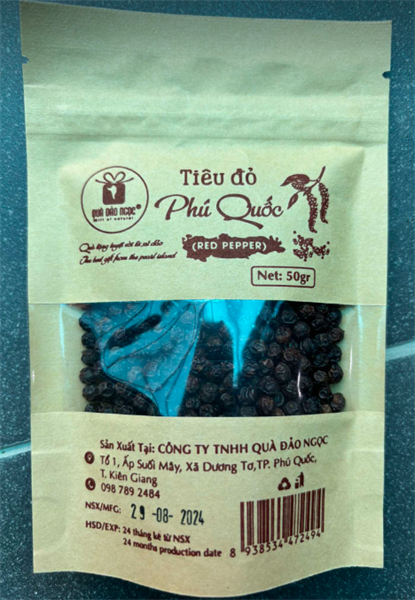 QUÀ ĐẢO NGỌC®
Gift of natural
Tiêu đỏ
Phú Quốc
(RED PEPPER)
Quà tặng tuyệt vời từ xứ đảo
The best gift from the pearl island
Net: 50gr
Sản Xuất Tại: CÔNG TY TNHH QUÀ ĐẢO NGỌC
Tổ 1, Ấp Suối Mây, Xã Dương Tơ,TP. Phú Quốc,
T. Kiên Giang
098 789 2484
NSX/MFG: 29 -08- 2024
HSD/EXP: 24 tháng kể từ NSX
24 months production date
8 938534 472494